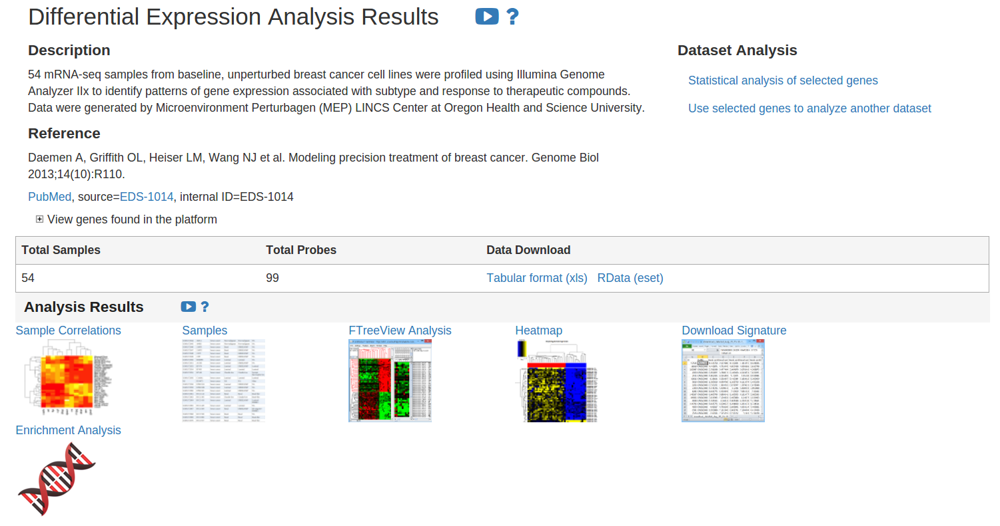 Differential Expression Analysis Results ?
Description
54 mRNA-seq samples from baseline, unperturbed breast cancer cell lines were profiled using Illumina Genome
Analyzer IIx to identify patterns of gene expression associated with subtype and response to therapeutic compounds.
Data were generated by Microenvironment Perturbagen (MEP) LINCS Center at Oregon Health and Science University.
Reference
Daemen A, Griffith OL, Heiser LM, Wang NJ et al. Modeling precision treatment of breast cancer. Genome Biol
2013;14(10):R110.
PubMed, source=EDS-1014, internal ID=EDS-1014
View genes found in the platform
Dataset Analysis
Statistical analysis of selected genes
Use selected genes to analyze another dataset
Total Samples Total Probes Data Download
54 99 Tabular format (xls) RData (eset)
Analysis Results ?
Sample Correlations Samples FTreeView Analysis Heatmap Download Signature
Enrichment Analysis